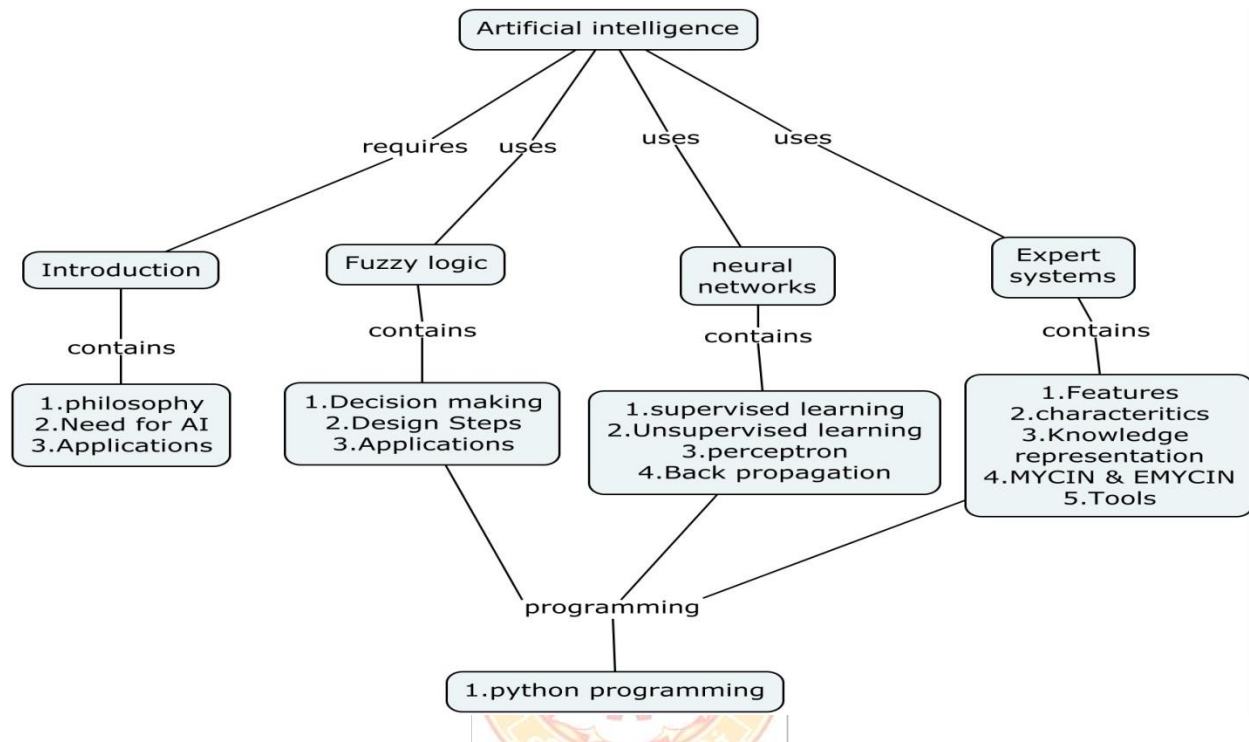 Artificial intelligence
requires
uses
uses
uses
Introduction
Fuzzy logic
neural
networks
Expert
systems
contains
contains
contains
contains
1.philosophy
2.Need for AI
3.Applications
1.Decision making
2.Design Steps
3.Applications
1.supervised learning
2.Unsupervised learning
3.perceptron
4.Back propagation
1.Features
2.characteritics
3.Knowledge
representation
4.MYCIN & EMYCIN
5.Tools
programming
1.python programming